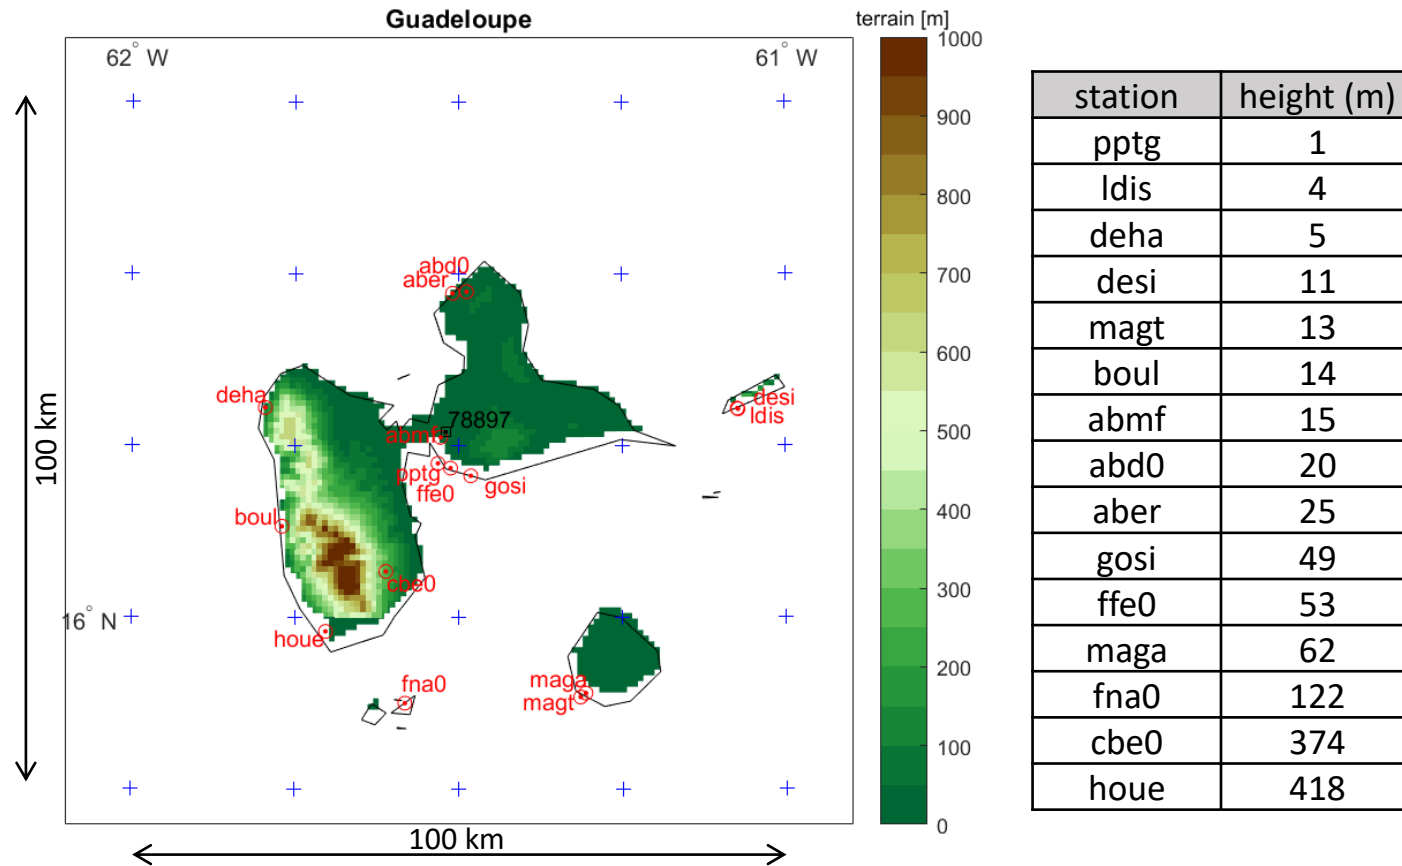 Guadeloupe
terrain [m]
62° W
61° W
1000
900
800
700
600
500
400
300
200
100
0
100 km
abd0
aber
deha
desi
ldis
78897
abmf
pptg
ffe0
gosi
boul
cbe0
16° N
houe
fna0
maga
magt
100 km
station height (m)
pptg 1
ldis 4
deha 5
desi 11
magt 13
boul 14
abmf 15
abd0 20
aber 25
gosi 49
ffe0 53
maga 62
fna0 122
cbe0 374
houe 418